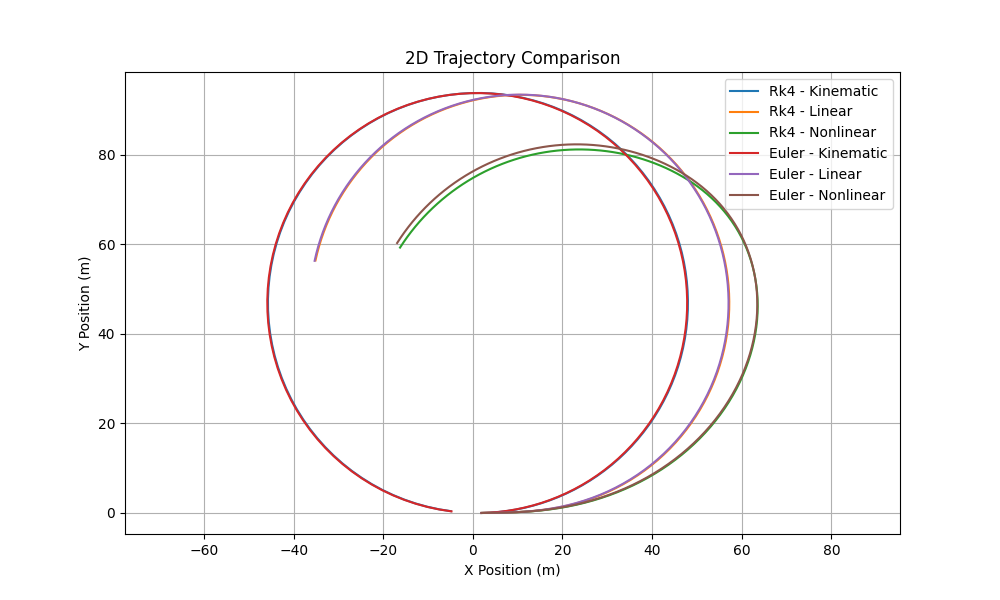 2D Trajectory Comparison
Rk4 - Kinematic
Rk4 - Linear
Rk4 - Nonlinear
Euler - Kinematic
Euler - Linear
Euler - Nonlinear
Y Position (m)
80
60
40
20
0
−60 −40 −20 0 20 40 60 80
X Position (m)